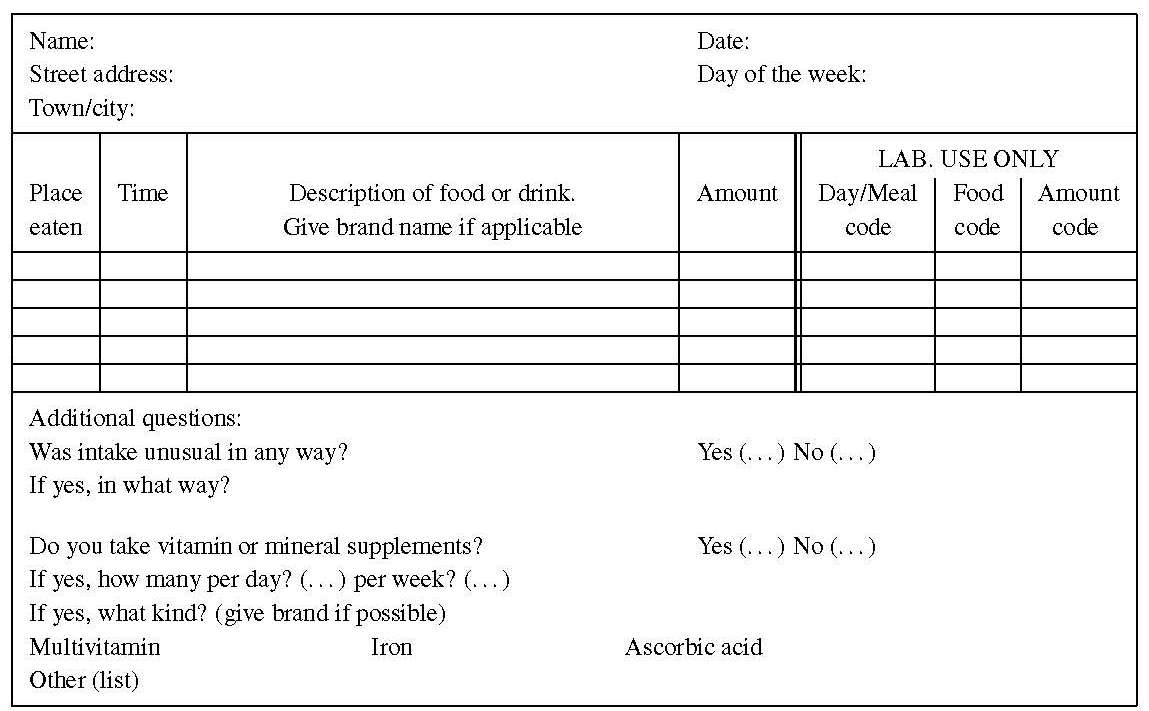 Name: Date:
Street address: Day of the week:
Town/city:
LAB. USE ONLY
Place Time Description of food or drink. Amount Day/Meal Food Amount
eaten Give brand name if applicable code code code
Additional questions:
Was intake unusual in any way? Yes (...) No (...)
If yes, in what way?
Do you take vitamin or mineral supplements? Yes (...) No (...)
If yes, how many per day? (...) per week? (...)
If yes, what kind? (give brand if possible)
Multivitamin Iron Ascorbic acid
Other (list)